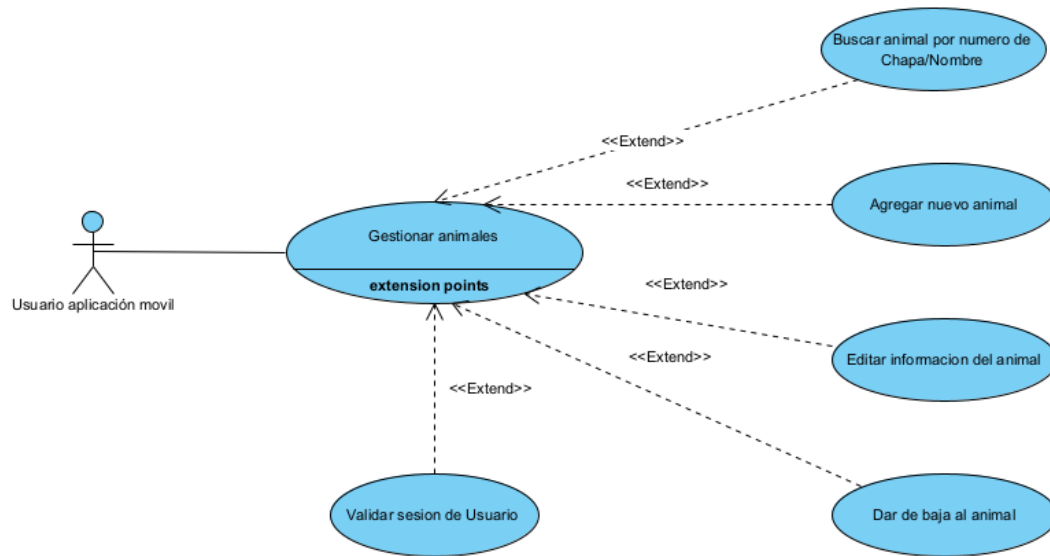 Buscar animal por numero de
Chapa/Nombre
<<Extend>>
<<Extend>>
Agregar nuevo animal
Gestionar animales
extension points
Usuario aplicación movil
<<Extend>>
Editar informacion del animal
<<Extend>>
<<Extend>>
Validar sesion de Usuario
Dar de baja al animal